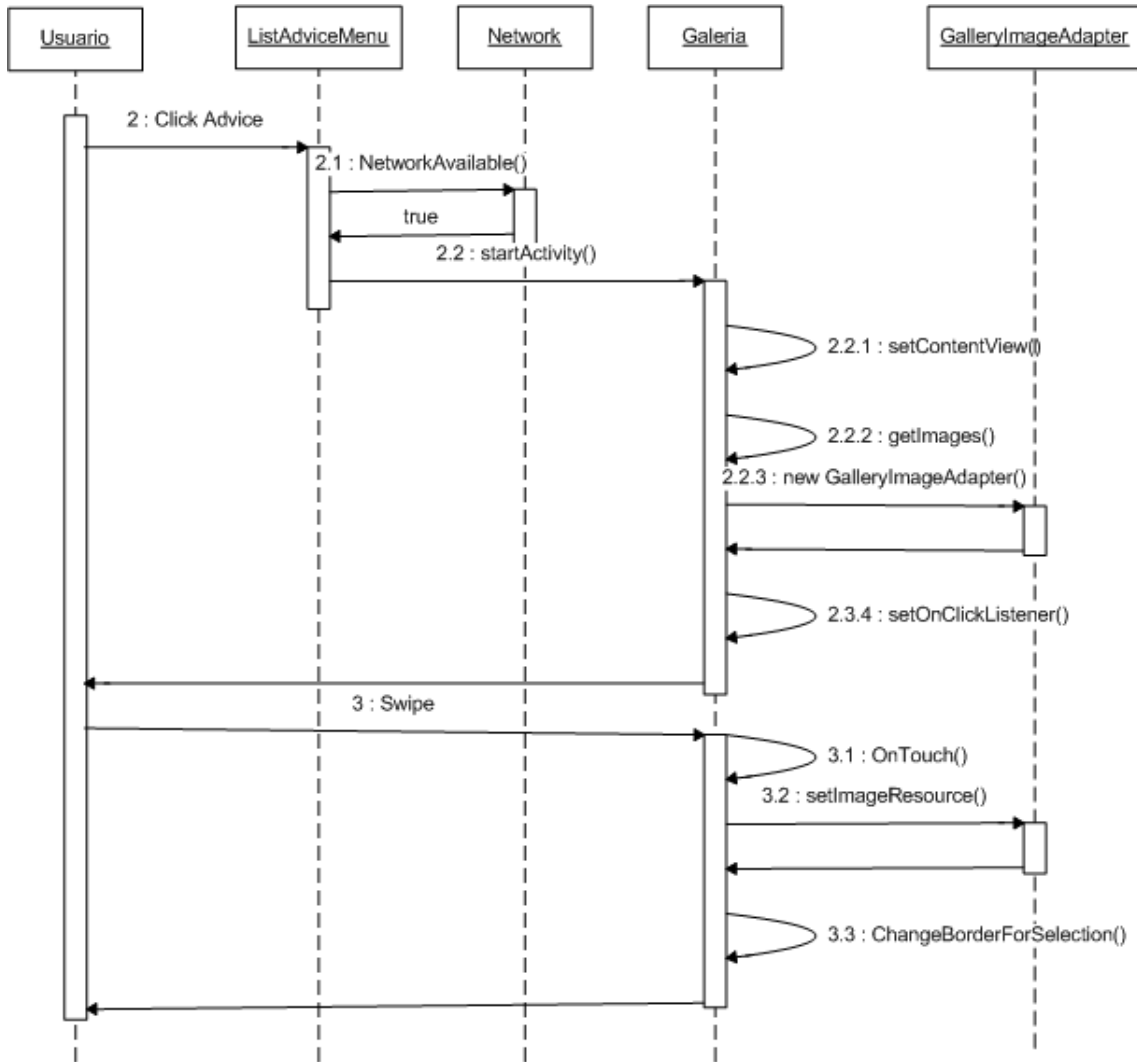 Usuario
ListAdviceMenu
Network
Galeria
GalleryImageAdapter
2 : Click Advice
2.1 : NetworkAvailable()
true
2.2 : startActivity()
2.2.1 : setContentView()
2.2.2 : getImages()
2.2.3 : new GalleryImageAdapter()
2.3.4 : setOnClickListener()
3 : Swipe
3.1 : OnTouch()
3.2 : setImageResource()
3.3 : ChangeBorderForSelection()